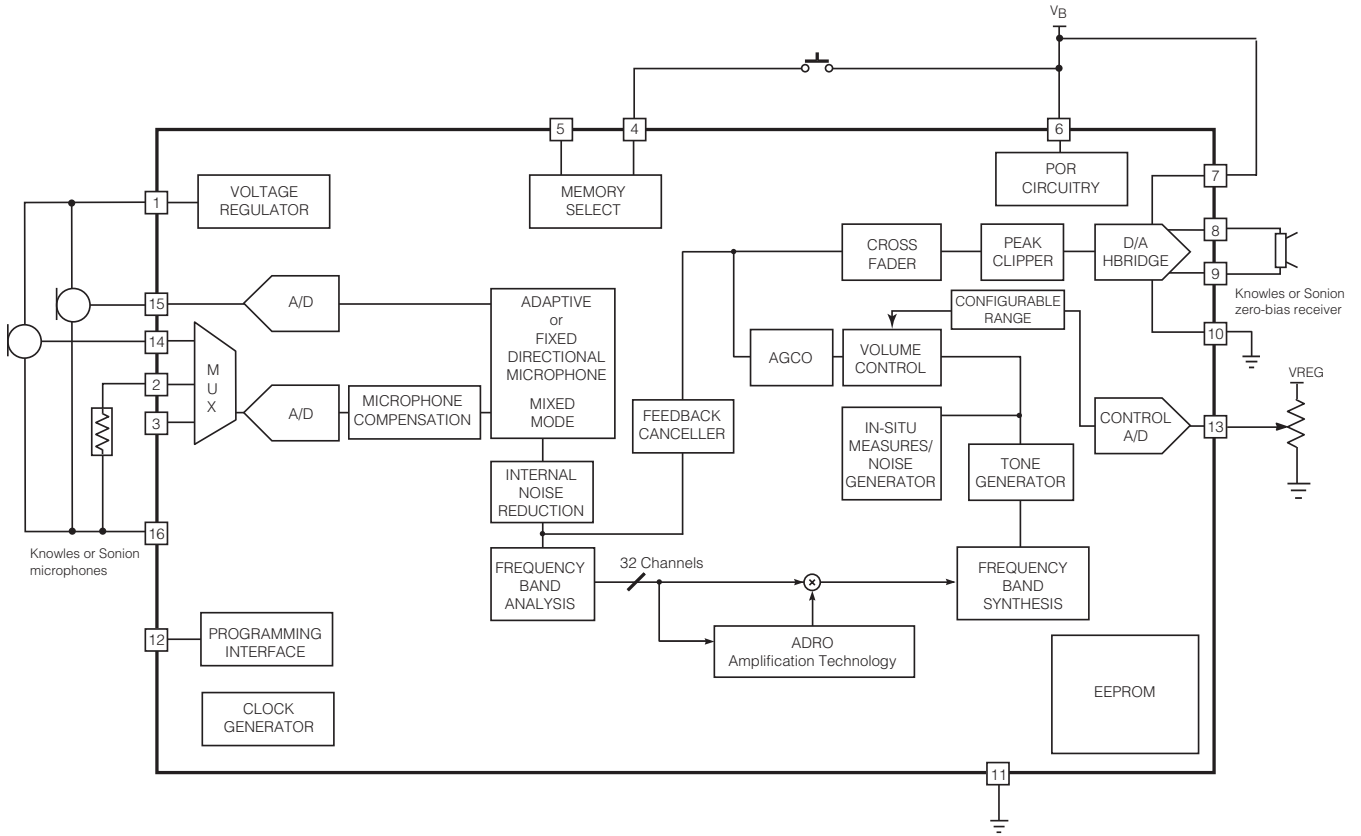 VB
5
4
6
POR
CIRCUITRY
7
1
VOLTAGE
REGULATOR
MEMORY
SELECT
8
CROSS
FADER
PEAK
CLIPPER
D/A
HBRIDGE
9
Knowles or Sonion
zero-bias receiver
15
A/D
ADAPTIVE
or
FIXED
DIRECTIONAL
MICROPHONE
MIXED
MODE
CONFIGURABLE
RANGE
10
14
MUX
AGCO
VOLUME
CONTROL
VREG
2
3
A/D
MICROPHONE
COMPENSATION
FEEDBACK
CANCELLER
IN-SITU
MEASURES/
NOISE
GENERATOR
CONTROL
A/D
13
TONE
GENERATOR
INTERNAL
NOISE
REDUCTION
16
Knowles or Sonion
microphones
FREQUENCY
BAND
ANALYSIS
32 Channels
FREQUENCY
BAND
SYNTHESIS
12
PROGRAMMING
INTERFACE
ADRO
Amplification Technology
EEPROM
CLOCK
GENERATOR
11